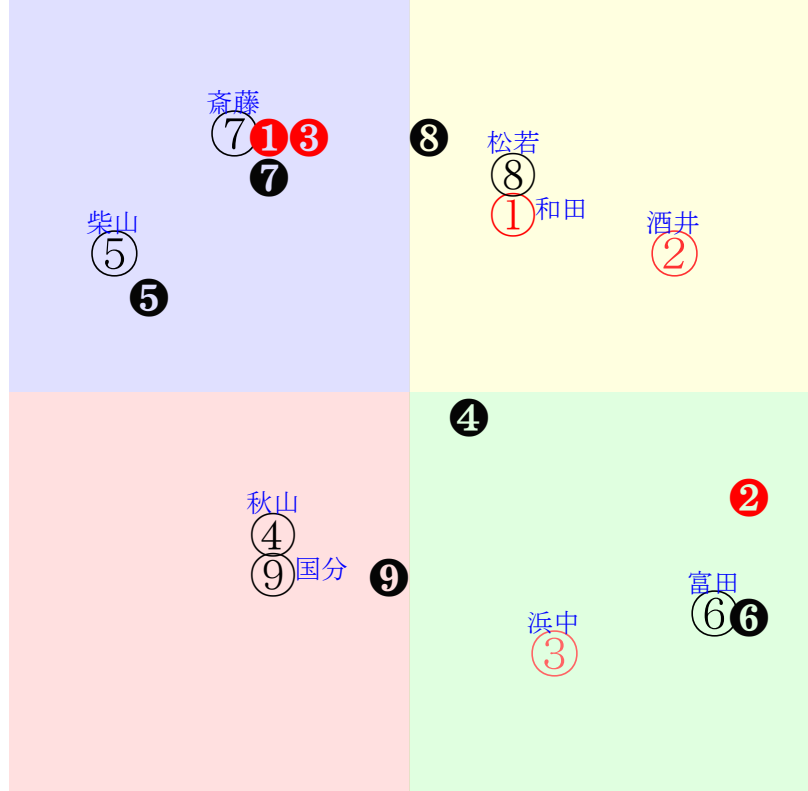 斎藤
⑦❶❸
❽
❼
松若
⑧
①和田
柴山
⑤
❺
酒井
②
❹
❷
秋山
④
⑨国分
❾
富田
⑥❻
浜中
③